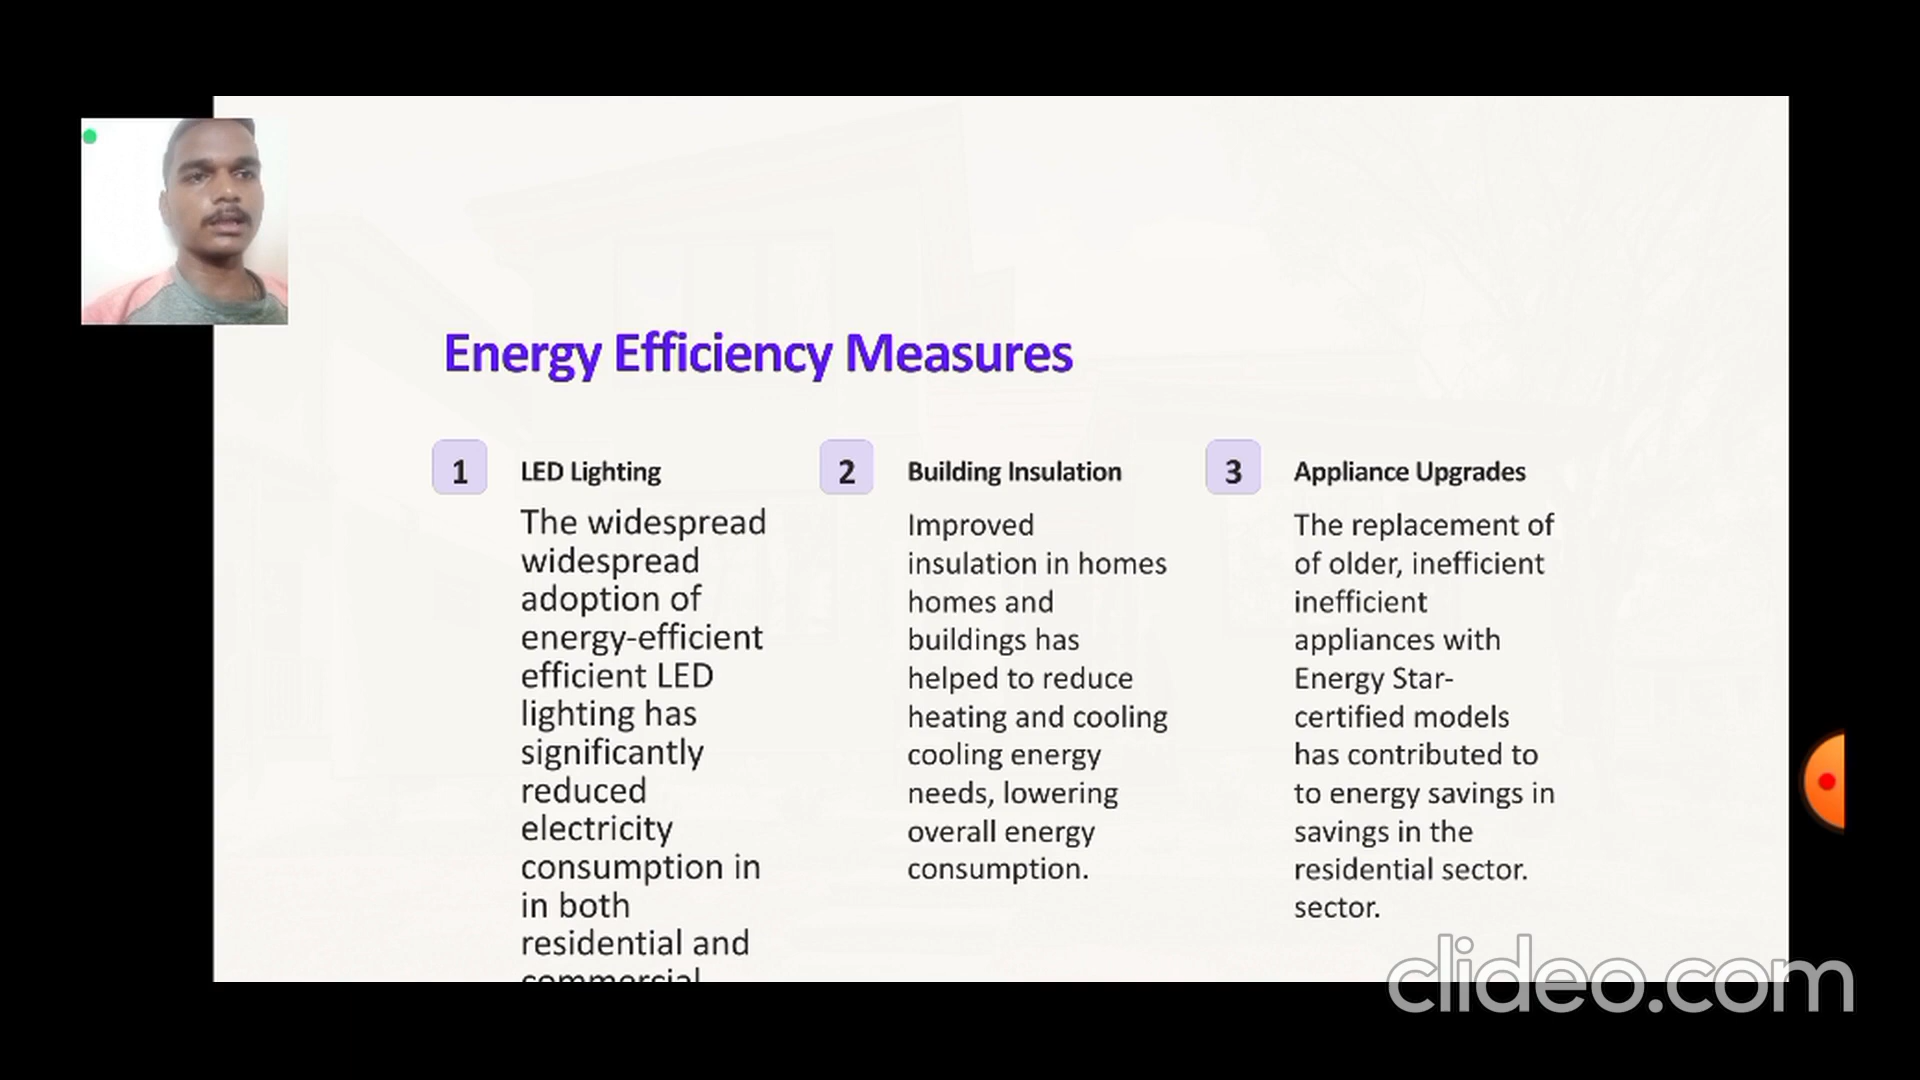 Energy Efficiency Measures
1
LED Lighting
The widespread
widespread
adoption of
energy-efficient
efficient LED
lighting has
significantly
reduced
electricity
consumption in
in both
residential and
commercial
2
Building Insulation
Improved
insulation in homes
homes and
buildings has
helped to reduce
heating and cooling
cooling energy
needs, lowering
overall energy
consumption.
3
Appliance Upgrades
The replacement of
of older, inefficient
inefficient
appliances with
Energy Star-
certified models
has contributed to
to energy savings in
savings in the
residential sector.
sector.
clideo.com